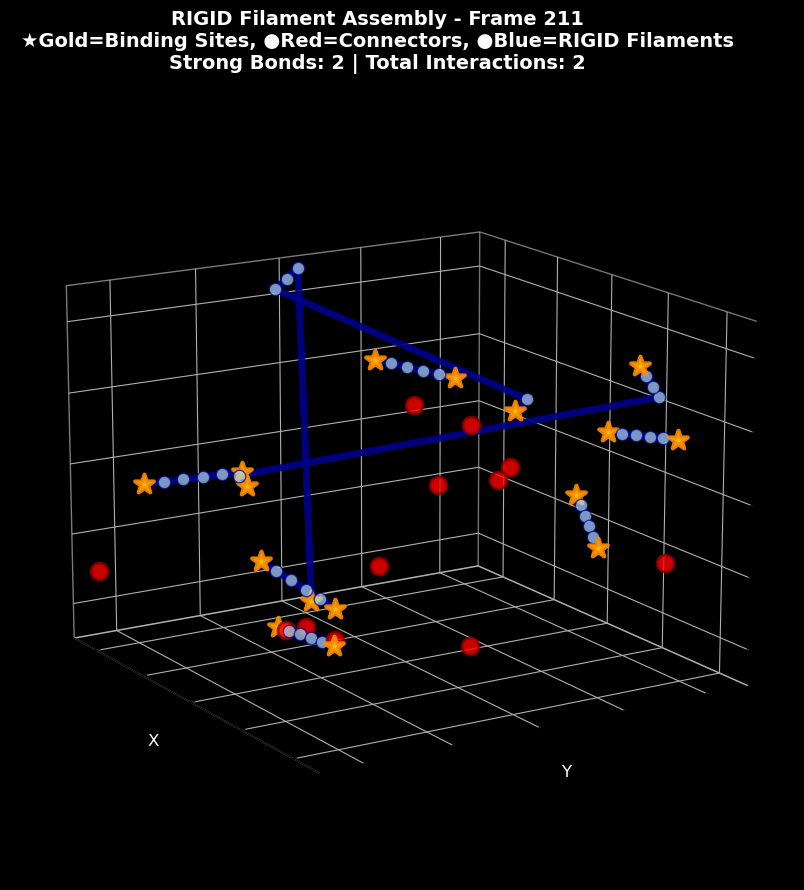 RIGID Filament Assembly - Frame 211
★Gold=Binding Sites, ●Red=Connectors, ●Blue=RIGID Filaments
Strong Bonds: 2 | Total Interactions: 2
X
Y